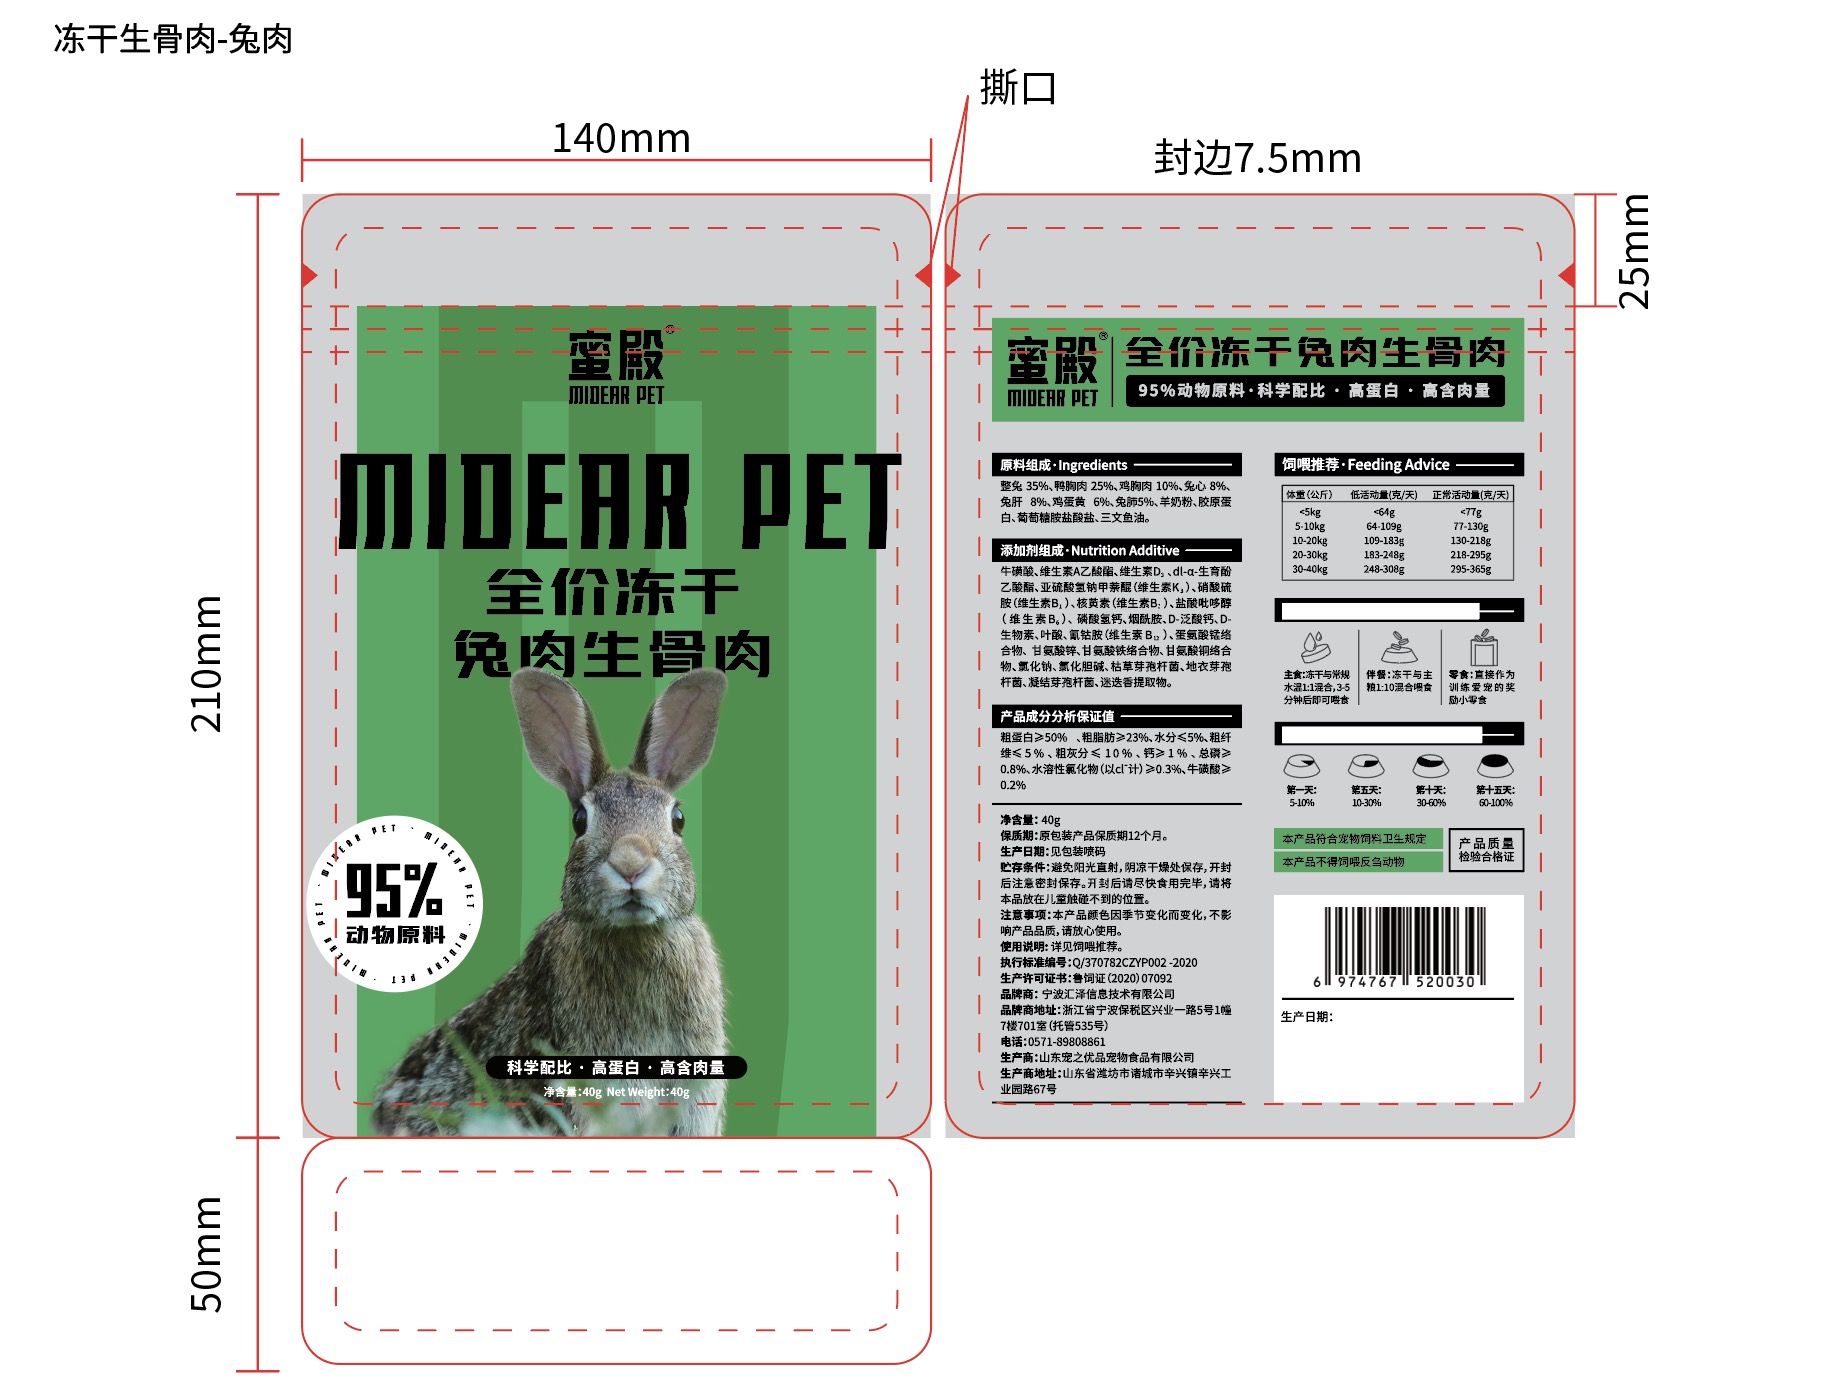 冻干生骨肉-兔肉
撕口
140mm
封边7.5mm
25mm
210mm
50mm
蜜殿®
MIDEAR PET
MIDEAR PET
全价冻干
兔肉生骨肉
MIDEAR PET · MIDEAR PET · MIDEAR PET · MIDEAR PET ·
95%
动物原料
科学配比 · 高蛋白 · 高含肉量
净含量:40g Net Weight:40g
蜜殿®
MIDEAR PET
全价冻干兔肉生骨肉
95%动物原料·科学配比 · 高蛋白 · 高含肉量
原料组成·Ingredients
整兔 35%、鸭胸肉 25%、鸡胸肉 10%、兔心 8%、
兔肝 8%、鸡蛋黄 6%、兔肺5%、羊奶粉、胶原蛋
白、葡萄糖胺盐酸盐、三文鱼油。
添加剂组成·Nutrition Additive
牛磺酸、维生素A乙酸酯、维生素D₃、dl-α-生育酚
乙酸酯、亚硫酸氢钠甲萘醌(维生素K₃)、硝酸硫
胺(维生素B₁)、核黄素(维生素B₂)、盐酸吡哆醇
(维生素B₆)、磷酸氢钙、烟酰胺、D-泛酸钙、D-
生物素、叶酸、氰钴胺(维生素B₁₂)、蛋氨酸锰络
合物、甘氨酸锌、甘氨酸铁络合物、甘氨酸铜络合
物、氯化钠、氯化胆碱、枯草芽孢杆菌、地衣芽孢
杆菌、凝结芽孢杆菌、迷迭香提取物。
产品成分分析保证值
粗蛋白≥50% 、粗脂肪≥23%、水分≤5%、粗纤
维≤5%、粗灰分≤10%、钙≥1%、总磷≥
0.8%、水溶性氯化物(以cl⁻计)≥0.3%、牛磺酸≥
0.2%
净含量: 40g
保质期:原包装产品保质期12个月。
生产日期:见包装喷码
贮存条件:避免阳光直射,阴凉干燥处保存,开封
后注意密封保存。开封后请尽快食用完毕,请将
本品放在儿童触碰不到的位置。
注意事项:本产品颜色因季节变化而变化,不影
响产品品质,请放心使用。
使用说明: 详见饲喂推荐。
执行标准编号:Q/370782CZYP002 -2020
生产许可证书:鲁饲证(2020)07092
品牌商: 宁波汇泽信息技术有限公司
品牌商地址:浙江省宁波保税区兴业一路5号1幢
7楼701室(托管535号)
电话:0571-89808861
生产商:山东宠之优品宠物食品有限公司
生产商地址:山东省潍坊市诸城市辛兴镇辛兴工
业园路67号
饲喂推荐·Feeding Advice
体重(公斤) 低活动量(克/天) 正常活动量(克/天)
<5kg <64g <77g
5-10kg 64-109g 77-130g
10-20kg 109-183g 130-218g
20-30kg 183-248g 218-295g
30-40kg 248-308g 295-365g
主食:冻干与常规
水温1:1混合,3-5
分钟后即可喂食
伴餐:冻干与主
粮1:10混合喂食
零食:直接作为
训练爱宠的奖
励小零食
第一天: 第五天: 第十天: 第十五天:
5-10% 10-30% 30-60% 60-100%
本产品符合宠物饲料卫生规定
本产品不得饲喂反刍动物
产品质量
检验合格证
6 974767 520030
生产日期: